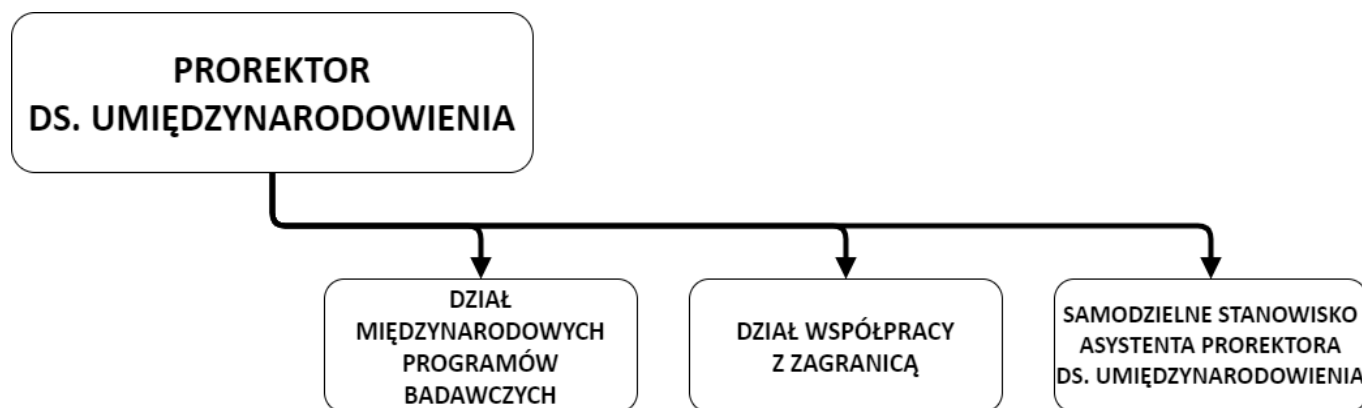 PROREKTOR
DS. UMIĘDZYNARODOWIENIA
DZIAŁ
MIĘDZYNARODOWYCH
PROGRAMÓW
BADAWCZYCH
DZIAŁ WSPÓŁPRACY
Z ZAGRANICĄ
SAMODZIELNE STANOWISKO
ASYSTENTA PROREKTORA
DS. UMIĘDZYNARODOWIENIA